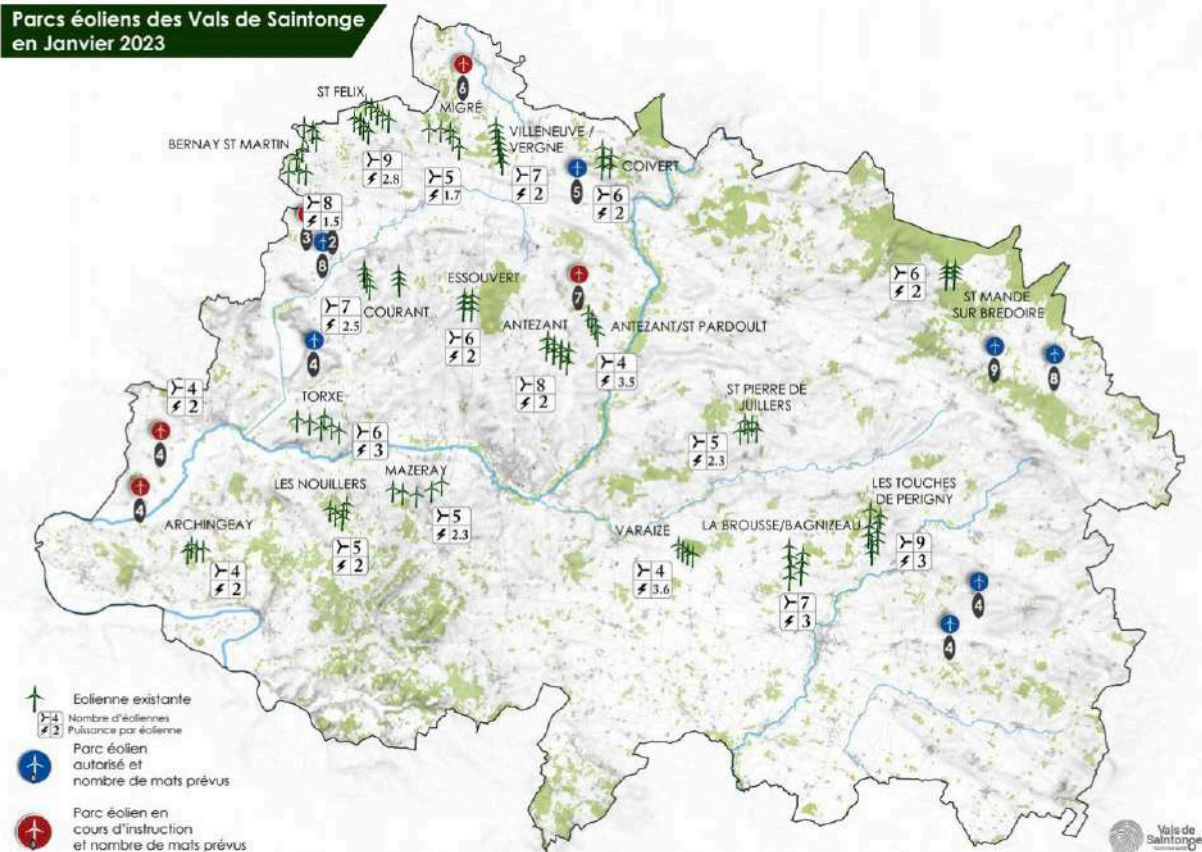 Parcs éoliens des Vals de Saintonge
en Janvier 2023
6
ST FELIX
MIGRÉ
BERNAY ST MARTIN
VILLENEUVE /
VERGNE
COIVERT
9
2.8
5
1.7
7
2
5
6
2
8
1.5
3
2
8
ESSOUVERT
7
6
2
ST MANDE
SUR BREDOIRE
7
2.5
COURANT
ANTEZANT
ANTEZANT/ST PARDOULT
6
2
4
4
3.5
9
8
4
2
TORXE
8
2
ST PIERRE DE
JUILLERS
4
6
3
5
2.3
MAZERAY
LES NOUILLERS
4
LES TOUCHES
DE PERIGNY
ARCHINGEAY
5
2.3
VARAIZE
LA BROUSSE/BAGNIZEAU
5
2
9
3
4
2
4
3.6
7
3
4
4
Eolienne existante
4 Nombre d'éoliennes
2 Puissance par éolienne
Parc éolien
autorisé et
nombre de mats prévus
Parc éolien en
cours d'instruction
et nombre de mats prévus
Vals de
Saintonge